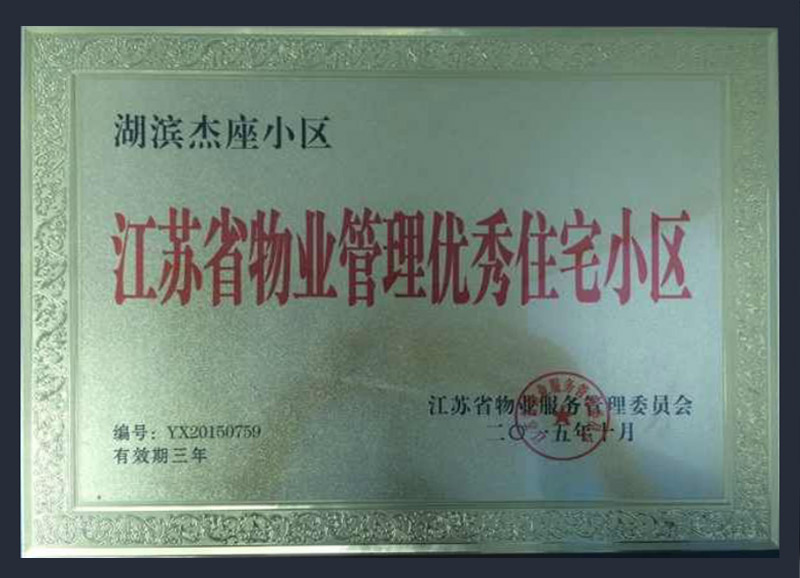 湖滨杰座小区
江苏省物业管理优秀住宅小区
江苏省物业服务管理委员会
二〇一五年十月
编号：YX20150759
有效期三年